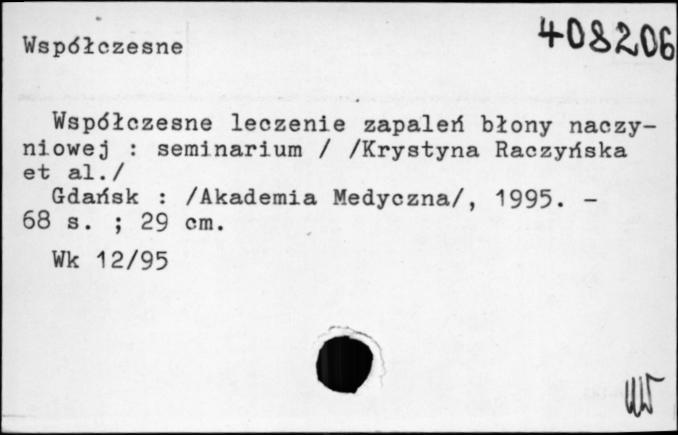 408206
Współczesne
Współczesne leczenie zapaleń błony naczy-
niowej : seminarium / /Krystyna Raczyńska
et al./
Gdańsk : /Akademia Medyczna/, 1995. -
68 s. ; 29 cm.
Wk 12/95